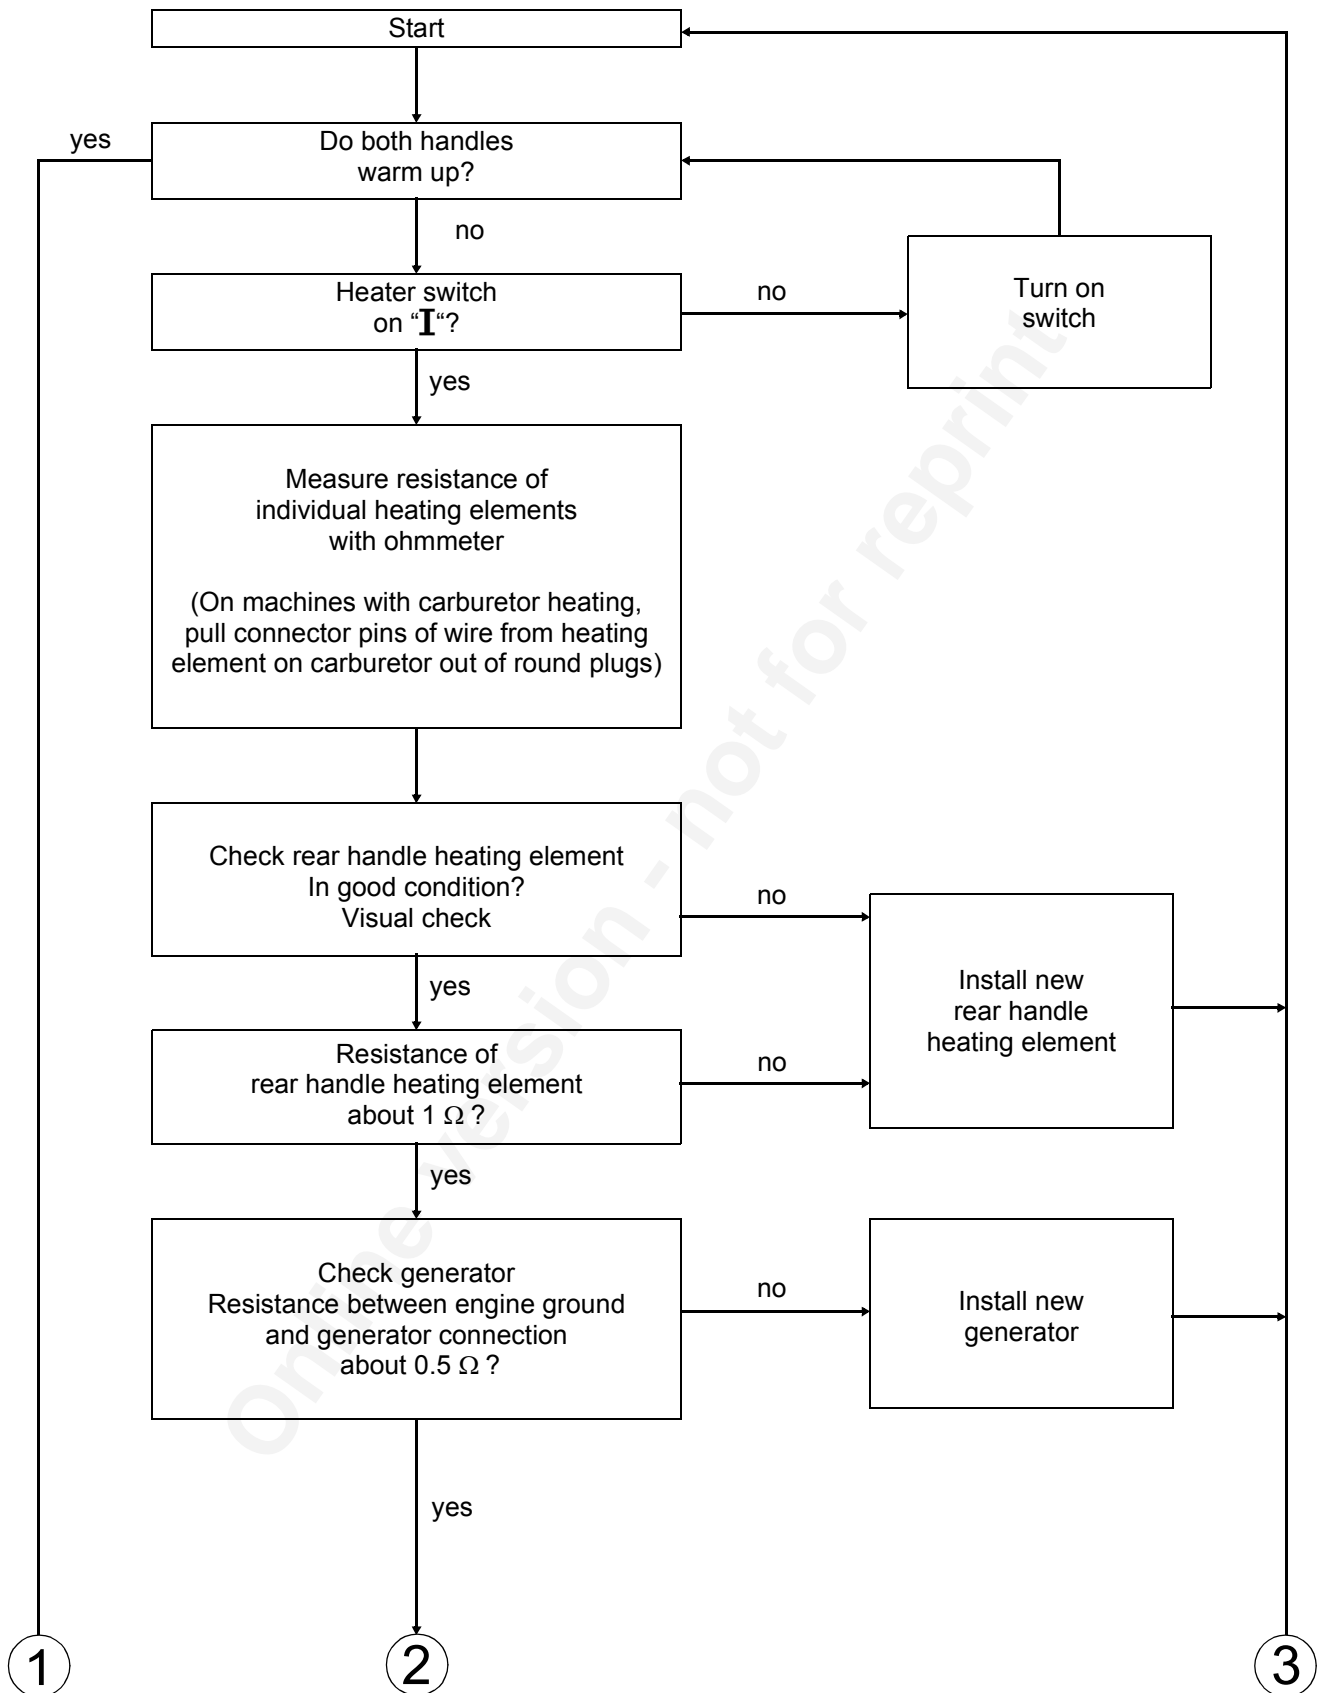 Start
yes
Do both handles
warm up?
no
Heater switch
on “I“?
no
Turn on
switch
yes
Measure resistance of
individual heating elements
with ohmmeter
(On machines with carburetor heating,
pull connector pins of wire from heating
element on carburetor out of round plugs)
Check rear handle heating element
In good condition?
Visual check
no
yes
Install new
rear handle
heating element
Resistance of
rear handle heating element
about 1 Ω ?
no
yes
Check generator
Resistance between engine ground
and generator connection
about 0.5 Ω ?
no
Install new
generator
yes
1
2
3
Online version - not for reprint